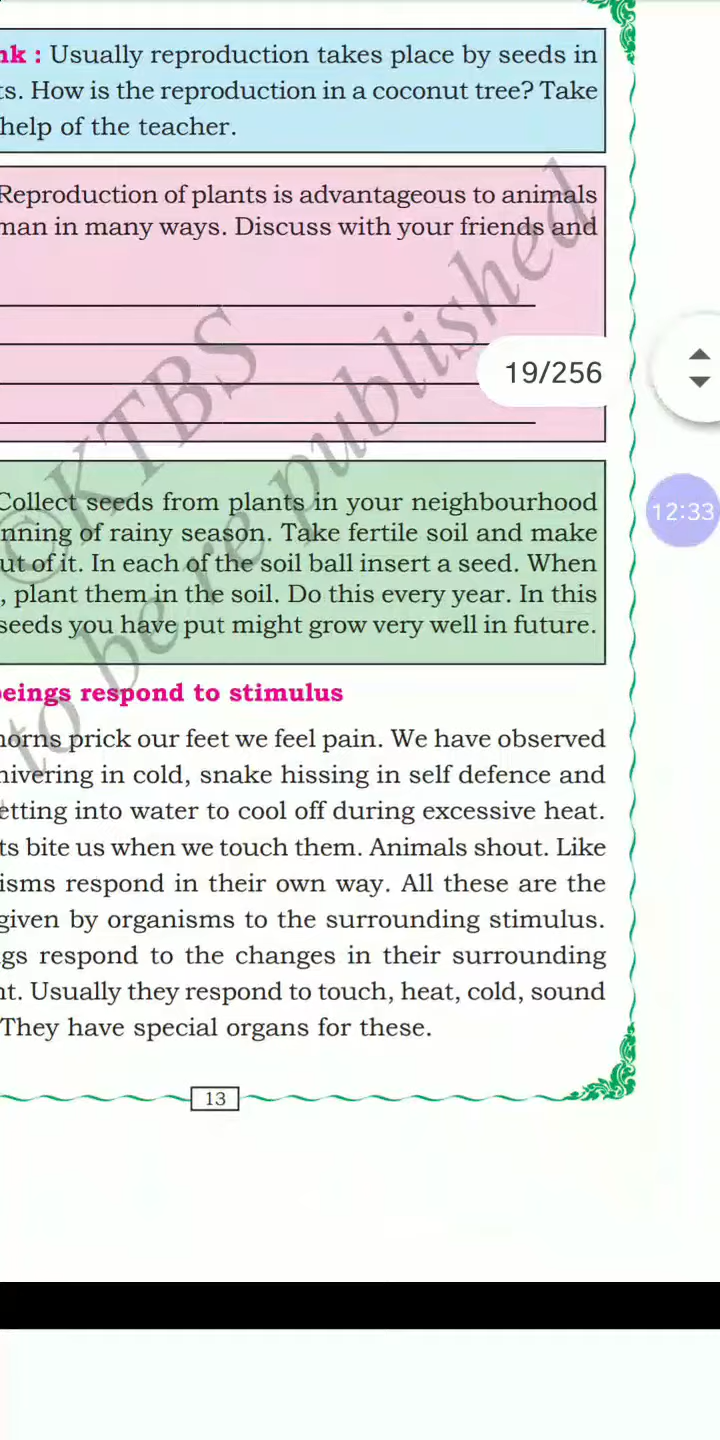 nk : Usually reproduction takes place by seeds in
ts. How is the reproduction in a coconut tree? Take
help of the teacher.
Reproduction of plants is advantageous to animals
man in many ways. Discuss with your friends and
19/256
12:33
Collect seeds from plants in your neighbourhood
nning of rainy season. Take fertile soil and make
ut of it. In each of the soil ball insert a seed. When
, plant them in the soil. Do this every year. In this
seeds you have put might grow very well in future.
eings respond to stimulus
horns prick our feet we feel pain. We have observed
hivering in cold, snake hissing in self defence and
etting into water to cool off during excessive heat.
ts bite us when we touch them. Animals shout. Like
isms respond in their own way. All these are the
given by organisms to the surrounding stimulus.
gs respond to the changes in their surrounding
nt. Usually they respond to touch, heat, cold, sound
They have special organs for these.
13
©KTBS
to be re published